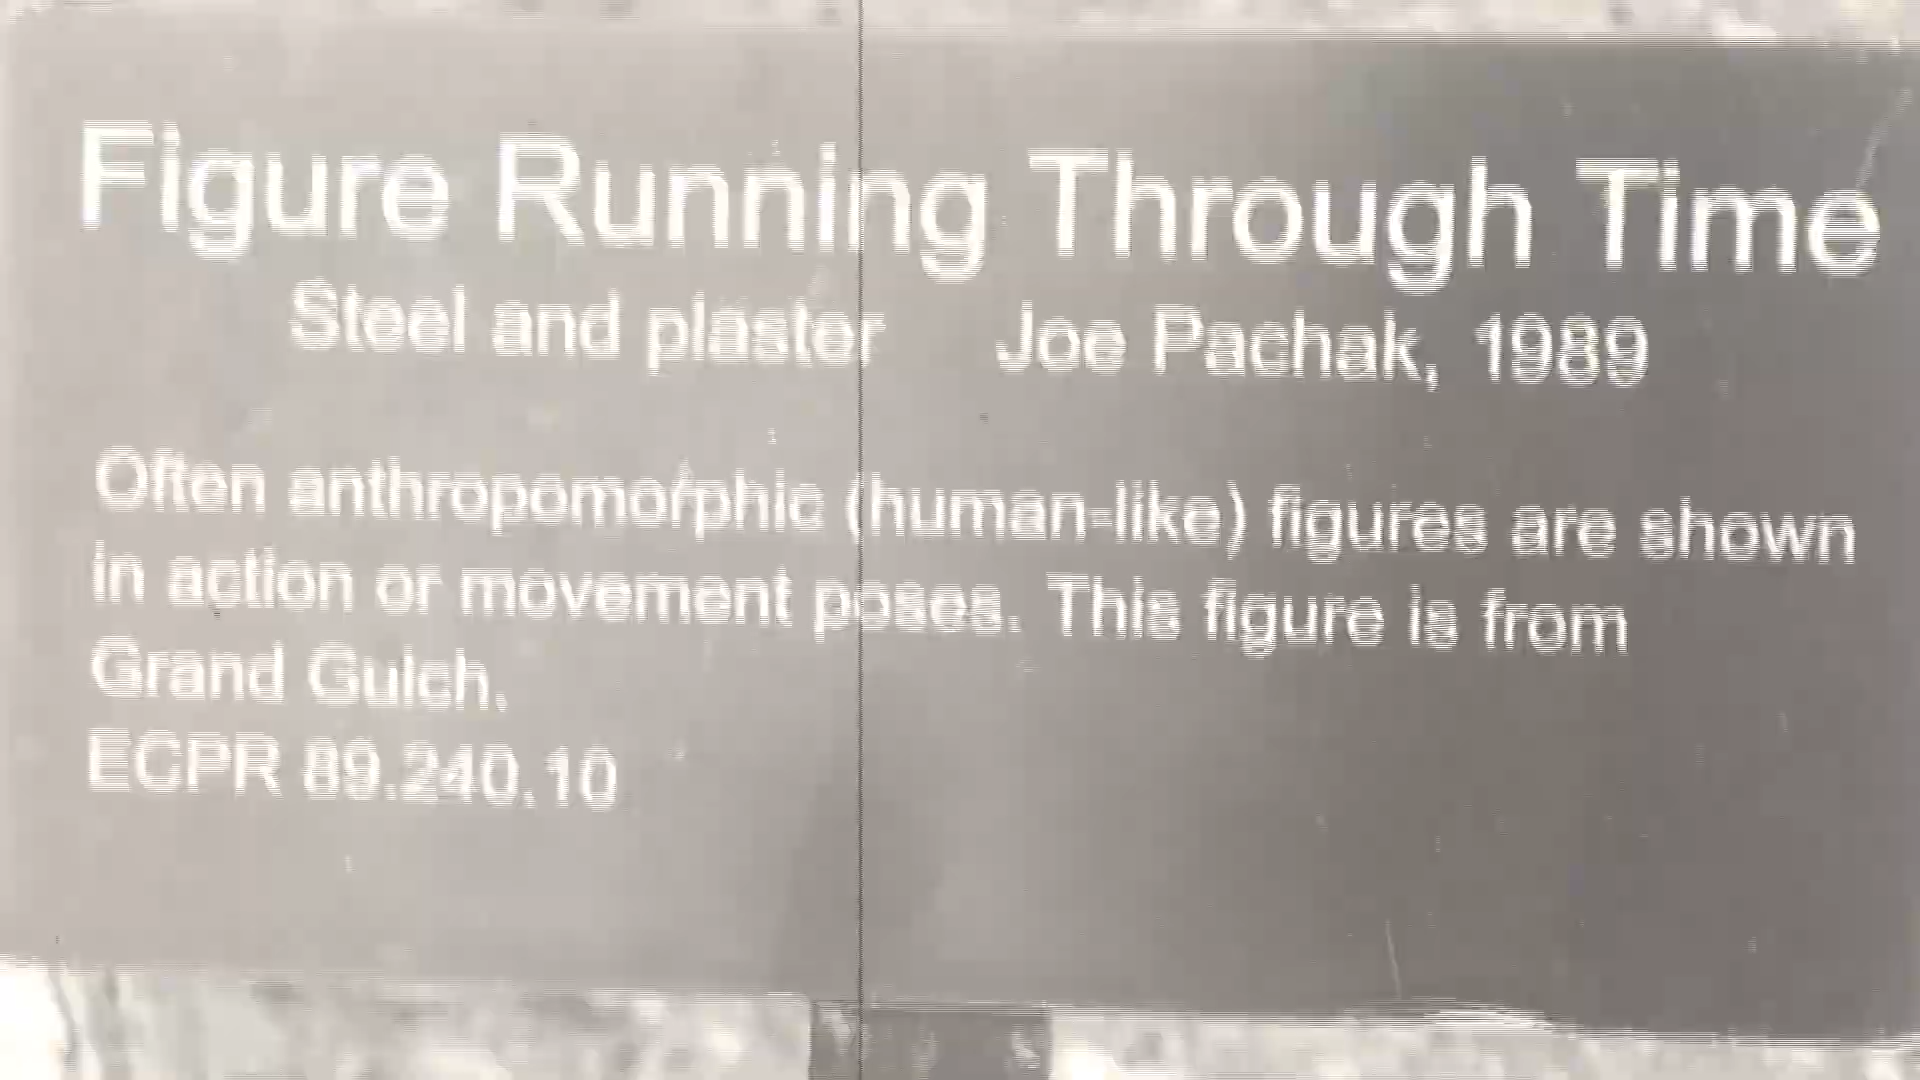 Figure Running Through Time
Steel and plaster Joe Pachak, 1989
Often anthropomorphic (human-like) figures are shown
in action or movement poses. This figure is from
Grand Gulch.
ECPR 89.240.10